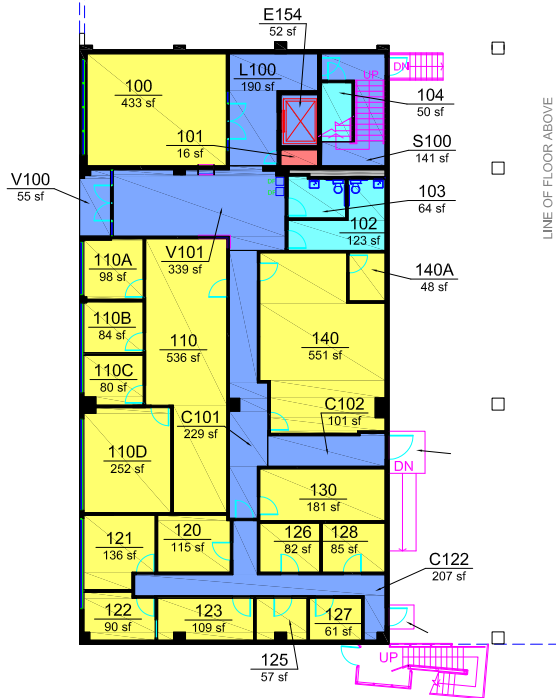 E154
52 sf
L100
190 sf
100
433 sf
DN
UP
104
50 sf
101
16 sf
S100
141 sf
LINE OF FLOOR ABOVE
V100
55 sf
103
64 sf
102
123 sf
V101
339 sf
110A
98 sf
140A
48 sf
110B
84 sf
110
536 sf
140
551 sf
110C
80 sf
C102
101 sf
C101
229 sf
110D
252 sf
DN
130
181 sf
121
136 sf
120
115 sf
126
82 sf
128
85 sf
C122
207 sf
122
90 sf
123
109 sf
127
61 sf
125
57 sf
UP